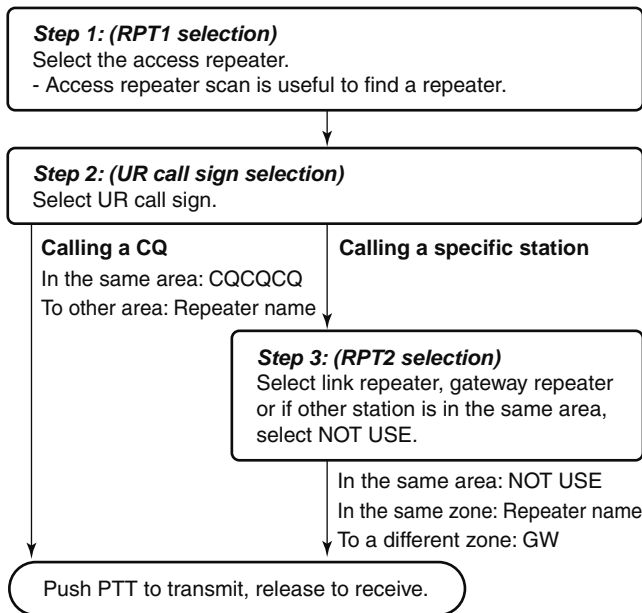 Step 1: (RPT1 selection)
Select the access repeater.
- Access repeater scan is useful to find a repeater.
Step 2: (UR call sign selection)
Select UR call sign.
Calling a CQ
In the same area: CQCQCQ
To other area: Repeater name
Calling a specific station
Step 3: (RPT2 selection)
Select link repeater, gateway repeater
or if other station is in the same area,
select NOT USE.
In the same area: NOT USE
In the same zone: Repeater name
To a different zone: GW
Push PTT to transmit, release to receive.